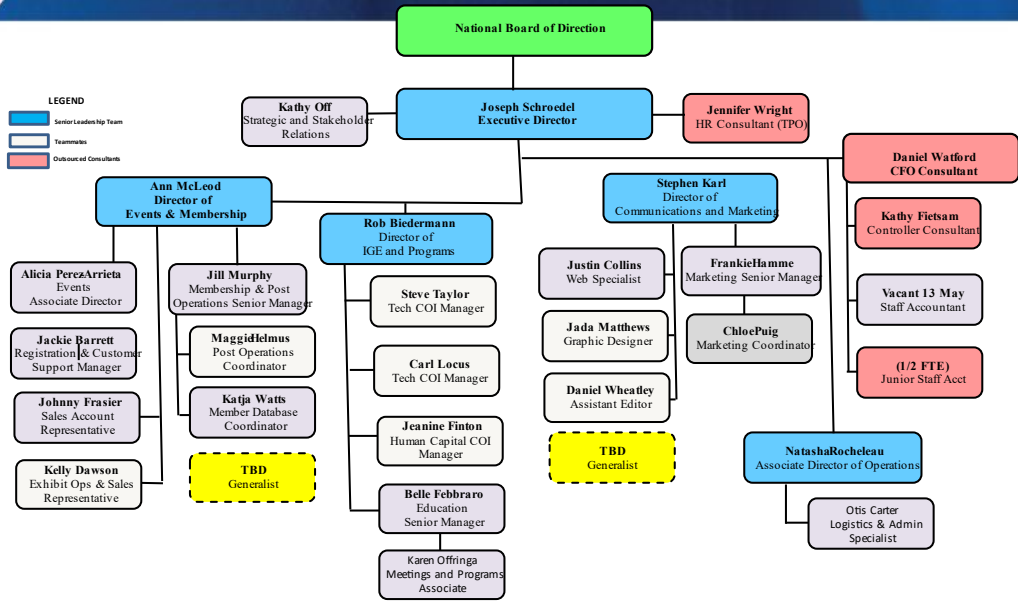 National Board of Direction
Kathy Off
Strategic and Stakeholder
Relations
Joseph Schroedel
Executive Director
Jennifer Wright
HR Consultant (TPO)
LEGEND
Senior Leadership Team
Teammates
Outsourced Consultants
Daniel Watford
CFO Consultant
Ann McLeod
Director of
Events & Membership
Rob Biedermann
Director of
IGE and Programs
Stephen Karl
Director of
Communications and Marketing
Kathy Fietsam
Controller Consultant
Vacant 13 May
Staff Accountant
(1/2 FTE)
Junior Staff Acct
Alicia PerezArrieta
Events
Associate Director
Jackie Barrett
Registration & Customer
Support Manager
Johnny Frasier
Sales Account
Representative
Kelly Dawson
Exhibit Ops & Sales
Representative
Jill Murphy
Membership & Post
Operations Senior Manager
MaggieHelmus
Post Operations
Coordinator
Katja Watts
Member Database
Coordinator
TBD
Generalist
Steve Taylor
Tech COI Manager
Carl Locus
Tech COI Manager
Jeanine Finton
Human Capital COI
Manager
Belle Febbraro
Education
Senior Manager
Karen Offringa
Meetings and Programs
Associate
Justin Collins
Web Specialist
Jada Matthews
Graphic Designer
Daniel Wheatley
Assistant Editor
TBD
Generalist
FrankieHamme
Marketing Senior Manager
ChloePuig
Marketing Coordinator
NatashaRocheleau
Associate Director of Operations
Otis Carter
Logistics & Admin
Specialist